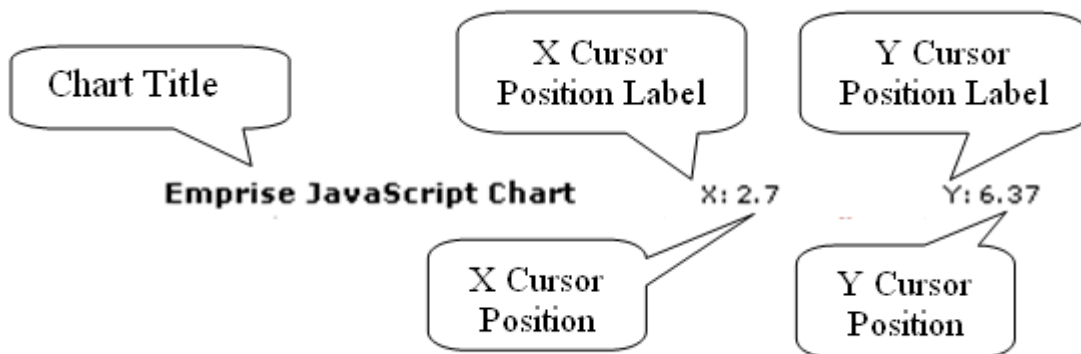 Chart Title
X Cursor
Position Label
Y Cursor
Position Label
Emprise JavaScript Chart
X: 2.7
Y: 6.37
X Cursor
Position
Y Cursor
Position